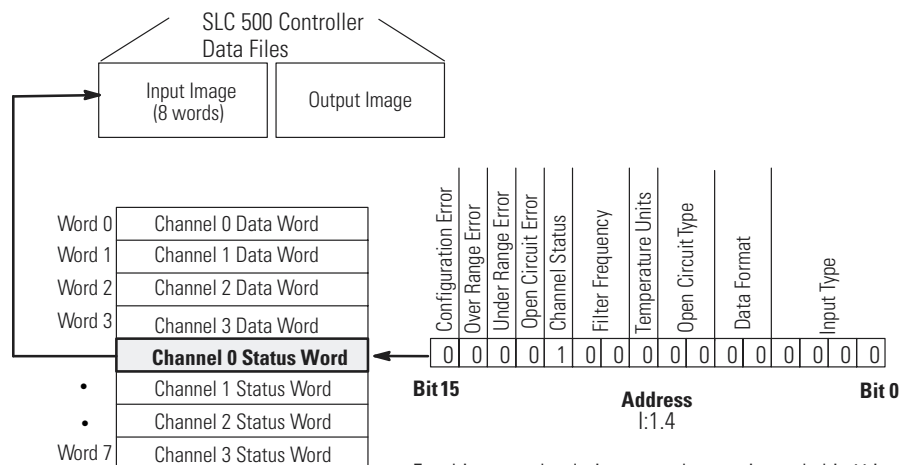 SLC 500 Controller
Data Files
Input Image
(8 words)
Output Image
Word 0
Channel 0 Data Word
Word 1
Channel 1 Data Word
Word 2
Channel 2 Data Word
Word 3
Channel 3 Data Word
Channel 0 Status Word
• Channel 1 Status Word
• Channel 2 Status Word
Word 7
Channel 3 Status Word
Configuration Error
Over Range Error
Under Range Error
Open Circuit Error
Channel Status
Filter Frequency
Temperature Units
Open Circuit Type
Data Format
Input Type
0 0 0 0 1 0 0 0 0 0 0 0 0 0 0 0
Bit 15
Address
Bit 0
I:1.4